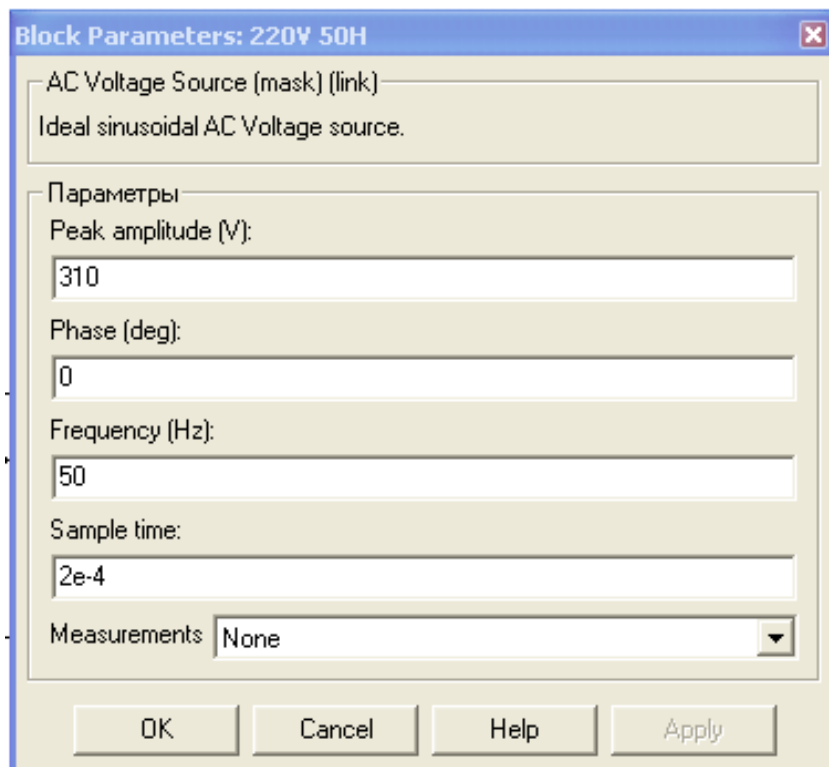 Block Parameters: 220V 50H
AC Voltage Source (mask) (link)
Ideal sinusoidal AC Voltage source.
Параметры
Peak amplitude (V):
310
Phase (deg):
0
Frequency (Hz):
50
Sample time:
2e-4
Measurements None
OK Cancel Help Apply